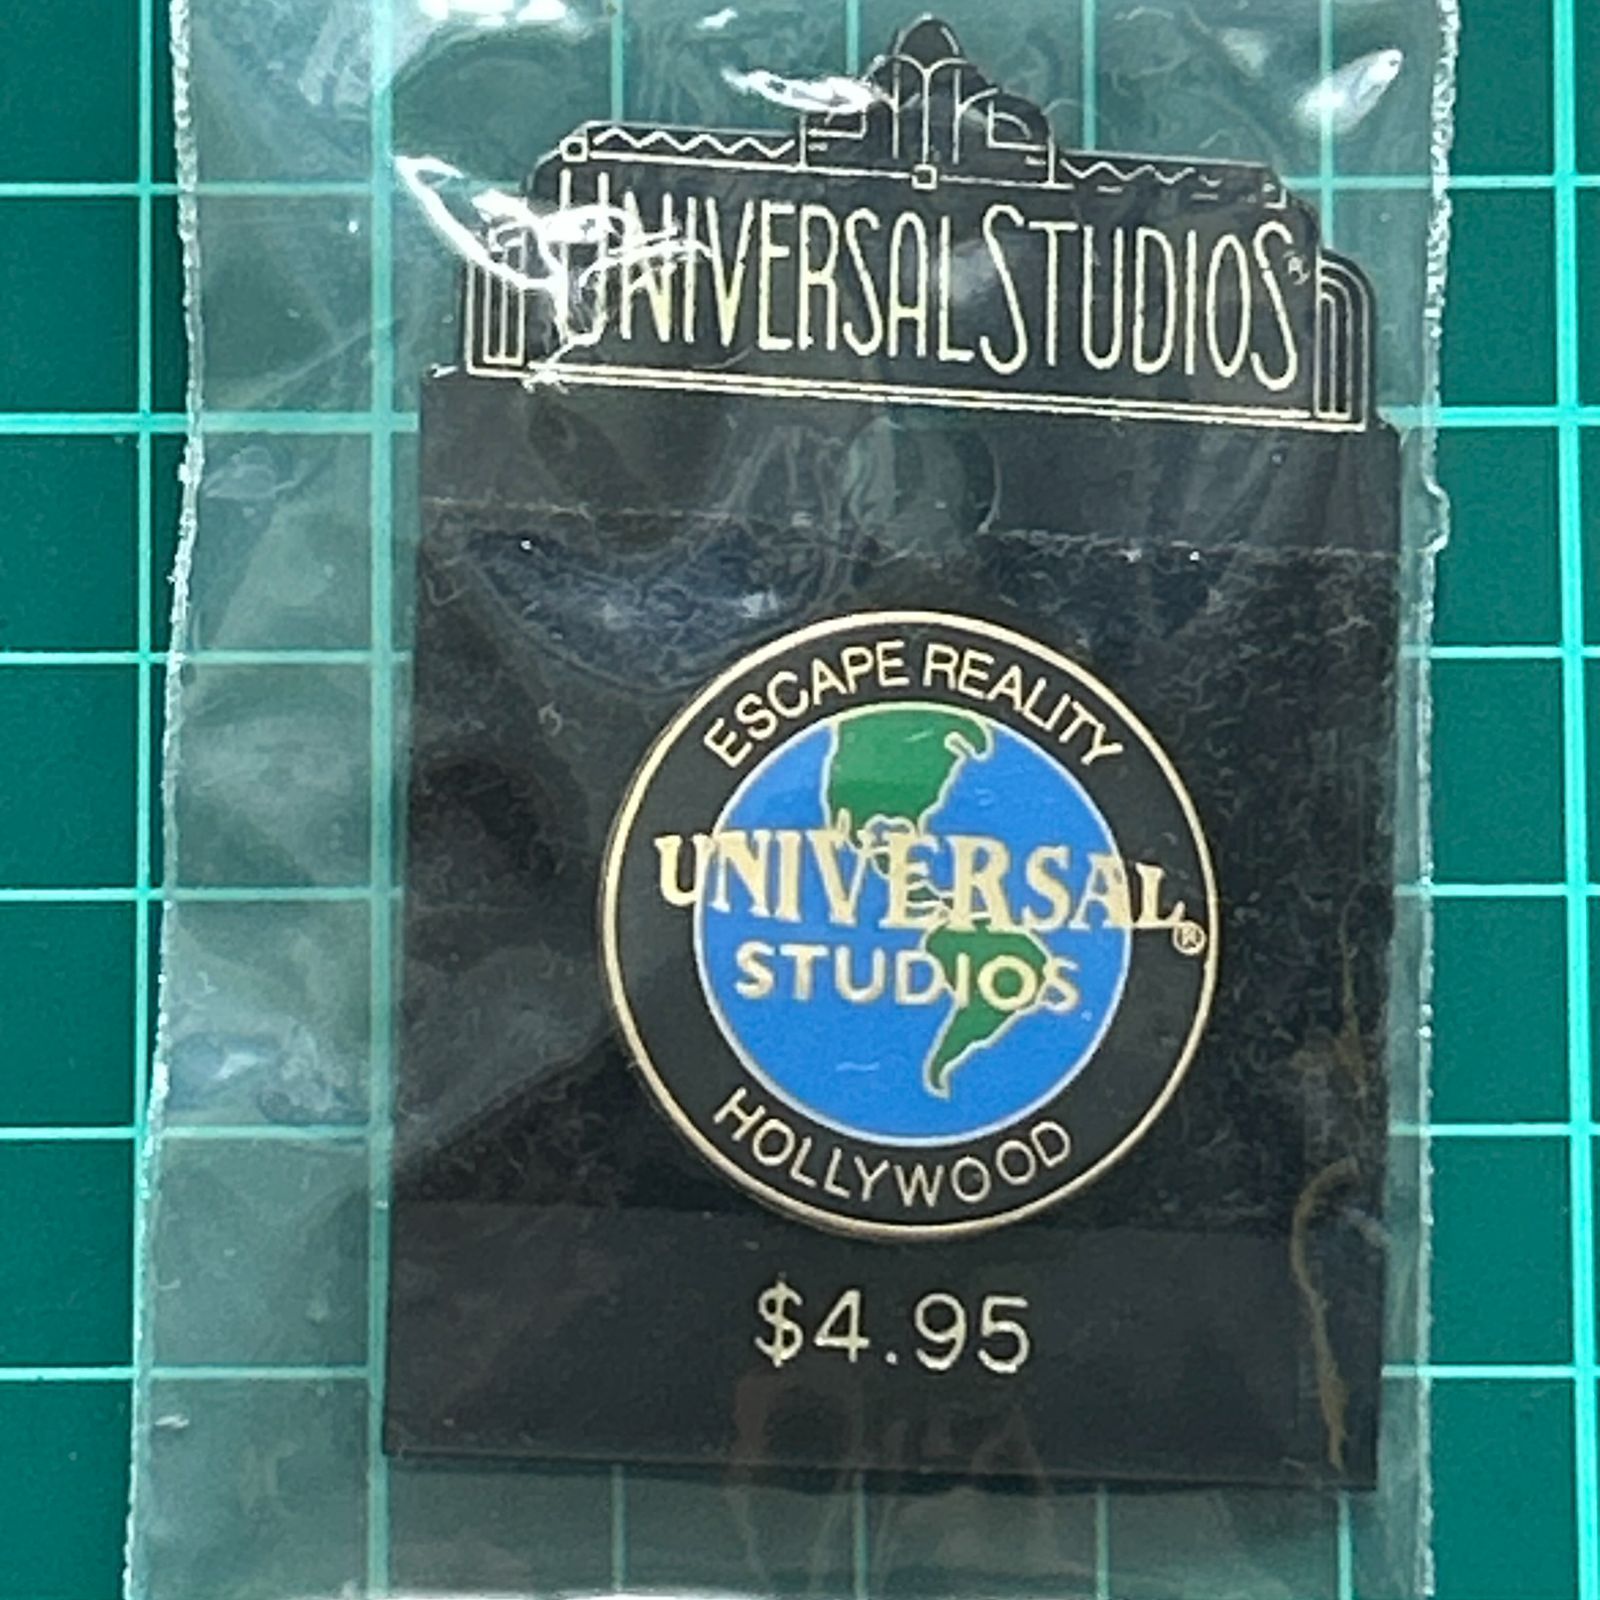 UNIVERSAL STUDIOS®
ESCAPE REALITY
UNIVERSAL®
STUDIOS
HOLLYWOOD
$4.95